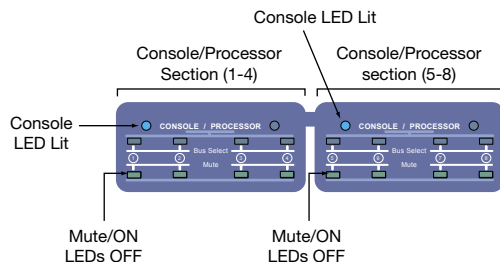 Console LED Lit
Console/Processor
Section (1-4)
Console/Processor
section (5-8)
Console
LED Lit
CONSOLE / PROCESSOR
CONSOLE / PROCESSOR
Bus Select
Bus Select
1 2 3 4
5 6 7 8
Mute
Mute
Mute/ON
LEDs OFF
Mute/ON
LEDs OFF